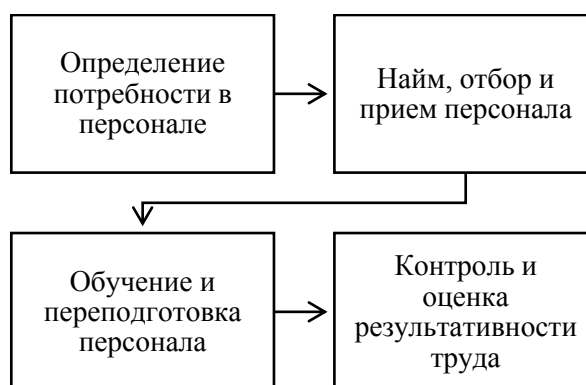 Определение
потребности в
персонале
Найм, отбор и
прием персонала
Обучение и
переподготовка
персонала
Контроль и
оценка
результативности
труда